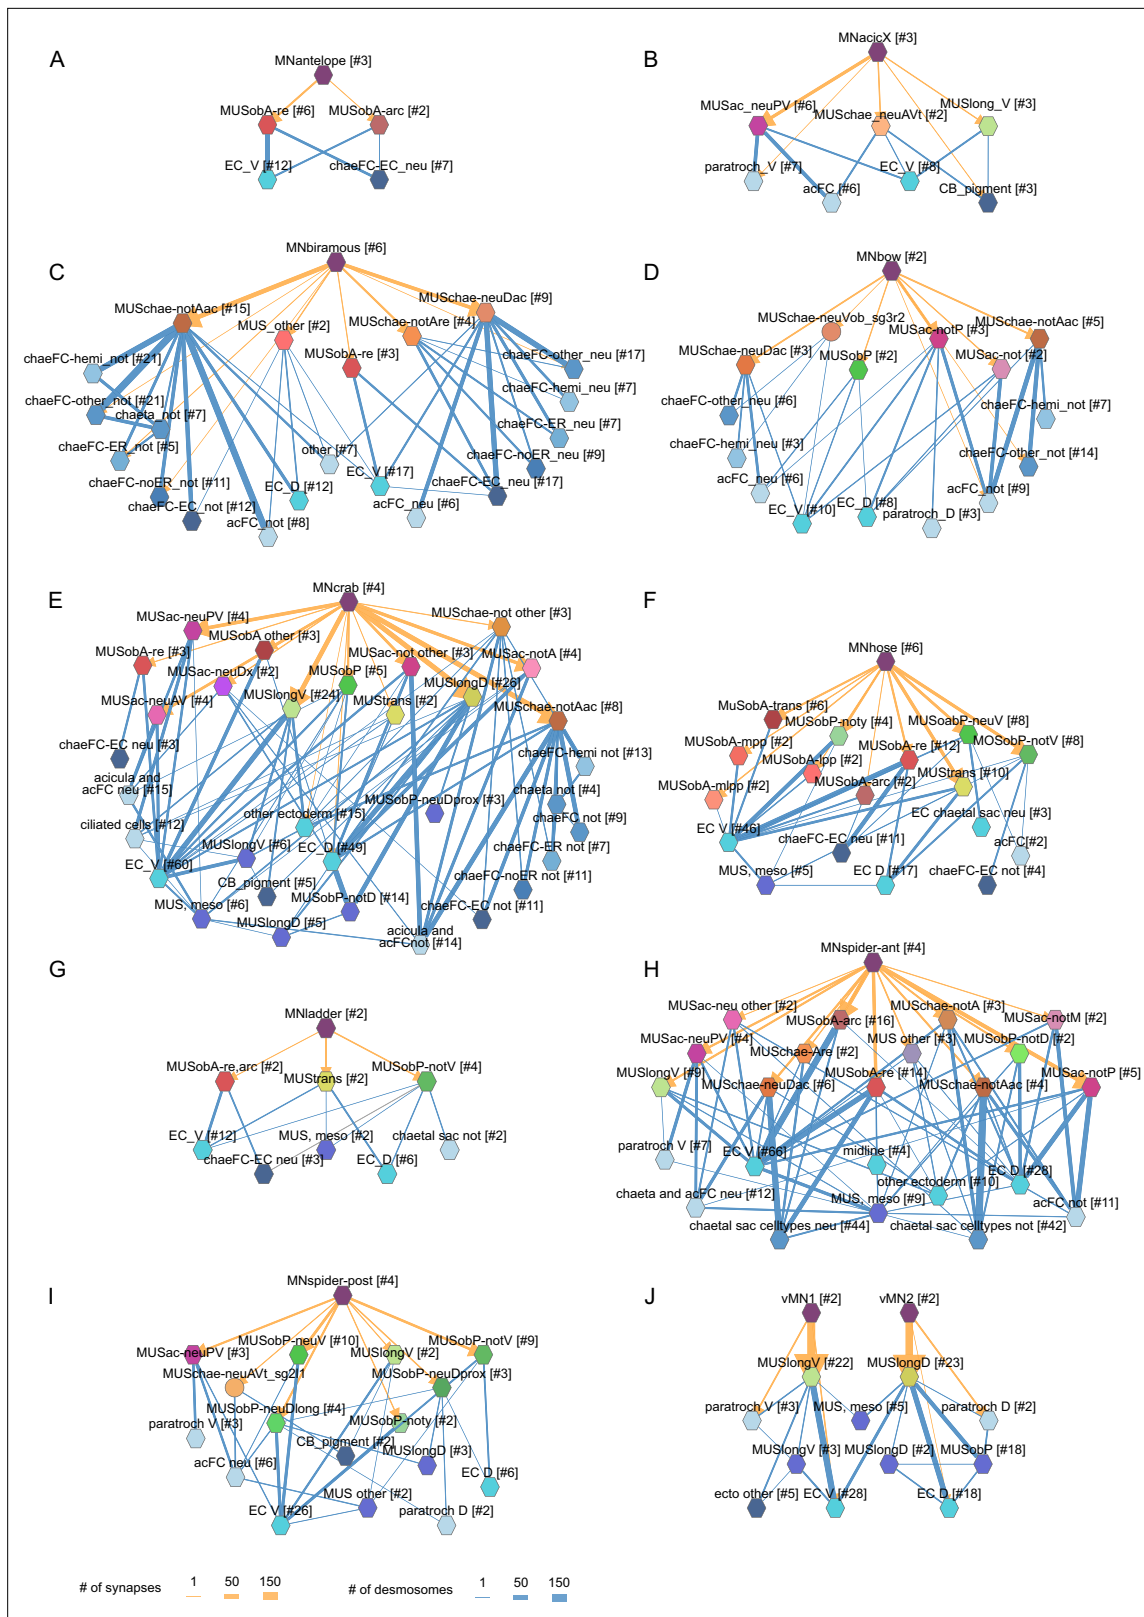 A
MNantelope [#3]
MUSobA-re [#6]
MUSobA-arc [#2]
EC_V [#12]
chaeFC-EC_neu [#7]
B
MNacicX [#3]
MUSac_neuPV [#6]
MUSchae_neuAVt [#2]
MUSlong_V [#3]
paratroch_V [#7]
acFC [#6]
EC_V [#8]
CB_pigment [#3]
C
MNbiramous [#6]
MUSchae-notAac [#15]
MUS_other [#2]
MUSobA-re [#3]
MUSchae-notAre [#4]
MUSchae-neuDac [#9]
chaeFC-hemi_not [#21]
chaeFC-other_not [#21]
chaeta_not [#7]
chaeFC-ER_not [#5]
chaeFC-noER_not [#11]
chaeFC-EC_not [#12]
acFC_not [#8]
EC_D [#12]
other [#7]
EC_V [#17]
acFC_neu [#6]
chaeFC-EC_neu [#17]
chaeFC-noER_neu [#9]
chaeFC-ER_neu [#7]
chaeFC-hemi_neu [#7]
chaeFC-other_neu [#17]
D
MNbow [#2]
MUSchae-neuVob_sg3r2
MUSchae-neuDac [#3]
MUSobP [#2]
MUSac-notP [#3]
MUSac-not [#2]
MUSchae-notAac [#5]
chaeFC-other_neu [#6]
chaeFC-hemi_neu [#3]
acFC_neu [#6]
EC_V [#10]
EC_D [#8]
paratroch_D [#3]
acFC_not [#9]
chaeFC-other_not [#14]
chaeFC-hemi_not [#7]
E
MNcrab [#4]
MUSac-neuPV [#4]
MUSobA other [#3]
MUSobA-re [#3]
MUSac-neuDx [#2]
MUSac-neuAV [#4]
MUSlongV [#24]
MUSobP [#5]
MUStrans [#2]
MUSac-not other [#3]
MUSlongD [#26]
MUSchae-not other [#3]
MUSac-notA [#4]
MUSchae-notAac [#8]
chaeFC-EC neu [#3]
acicula and
acFC neu [#15]
ciliated cells [#12]
EC_V [#60]
MUS, meso [#6]
MUSlongV [#6]
CB_pigment [#5]
MUSlongD [#5]
other ectoderm [#15]
EC_D [#49]
MUSobP-notD [#14]
MUSobP-neuDprox [#3]
acicula and
acFCnot [#14]
chaeFC-EC not [#11]
chaeFC-noER not [#11]
chaeFC-ER not [#7]
chaeFC not [#9]
chaeta not [#4]
chaeFC-hemi not [#13]
F
MNhose [#6]
MuSobA-trans [#6]
MUSobP-noty [#4]
MUSoabP-neuV [#8]
MUSobA-mpp [#2]
MUSobA-lpp [#2]
MUSobA-re [#12]
MOSobP-notV [#8]
MUSobA-mlpp [#2]
MUSobA-arc [#2]
MUStrans [#10]
EC V [#46]
chaeFC-EC neu [#11]
EC chaetal sac neu [#3]
acFC[#2]
MUS, meso [#5]
EC D [#17]
chaeFC-EC not [#4]
G
MNladder [#2]
MUSobA-re,arc [#2]
MUStrans [#2]
MUSobP-notV [#4]
EC_V [#12]
chaeFC-EC neu [#3]
MUS, meso [#2]
EC_D [#6]
chaetal sac not [#2]
H
MNspider-ant [#4]
MUSac-neu other [#2]
MUSobA-arc [#16]
MUSchae-notA [#3]
MUSac-notM [#2]
MUSac-neuPV [#4]
MUSchae-Are [#2]
MUS other [#3]
MUSobP-notD [#2]
MUSlongV [#9]
MUSchae-neuDac [#6]
MUSobA-re [#14]
MUSchae-notAac [#4]
MUSac-notP [#5]
paratroch V [#7]
EC V [#66]
midline [#4]
EC D [#28]
other ectoderm [#10]
chaeta and acFC neu [#12]
MUS, meso [#9]
acFC not [#11]
chaetal sac celltypes neu [#44]
chaetal sac celltypes not [#42]
I
MNspider-post [#4]
MUSac-neuPV [#3]
MUSobP-neuV [#10]
MUSlongV [#2]
MUSobP-notV [#9]
MUSchae-neuAVt_sg2l1
MUSobP-neuDprox [#3]
MUSobP-neuDlong [#4]
MUSobP-noty [#2]
paratroch V [#3]
CB_pigment [#2]
MUSlongD [#3]
acFC neu [#6]
EC D [#6]
MUS other [#2]
EC V [#26]
paratroch D [#2]
J
vMN1 [#2]
vMN2 [#2]
MUSlongV [#22]
MUSlongD [#23]
paratroch V [#3]
MUS, meso [#5]
paratroch D [#2]
MUSlongV [#3]
MUSlongD [#2]
MUSobP [#18]
ecto other [#5]
EC V [#28]
EC D [#18]
# of synapses 1 50 150
# of desmosomes 1 50 150